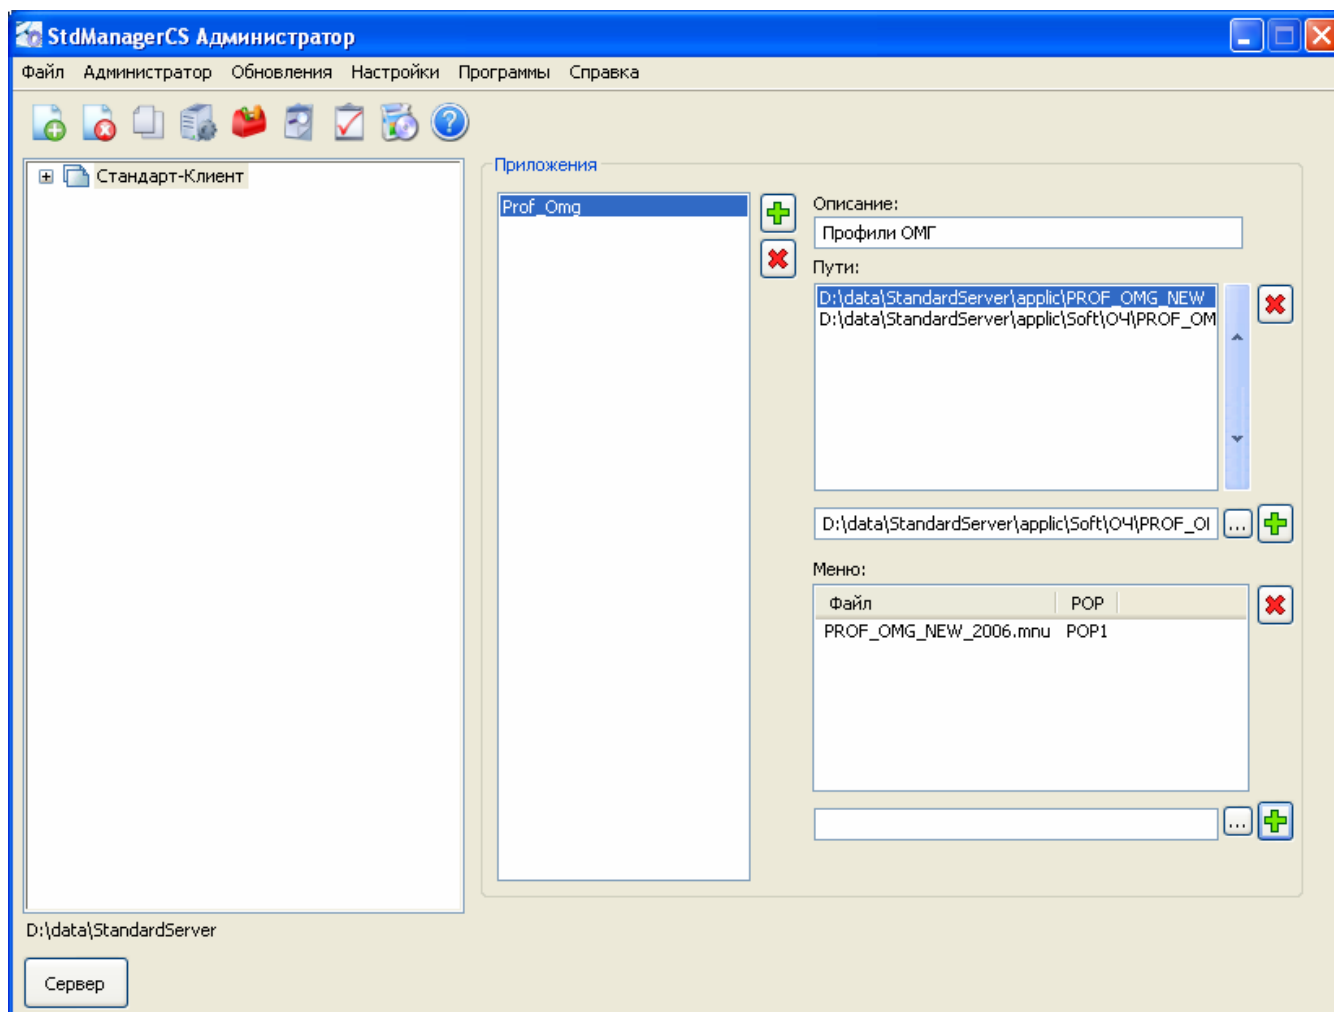 StdManagerCS Администратор
Файл Администратор Обновления Настройки Программы Справка
Стандарт-Клиент
Приложения
Prof_Omg
Описание:
Профили ОМГ
Пути:
D:\data\StandardServer\applic\PROF_OMG_NEW
D:\data\StandardServer\applic\Soft\ОЧ\PROF_OM
D:\data\StandardServer\applic\Soft\ОЧ\PROF_OI
...
Меню:
Файл POP
PROF_OMG_NEW_2006.mnu POP1
...
D:\data\StandardServer
Сервер